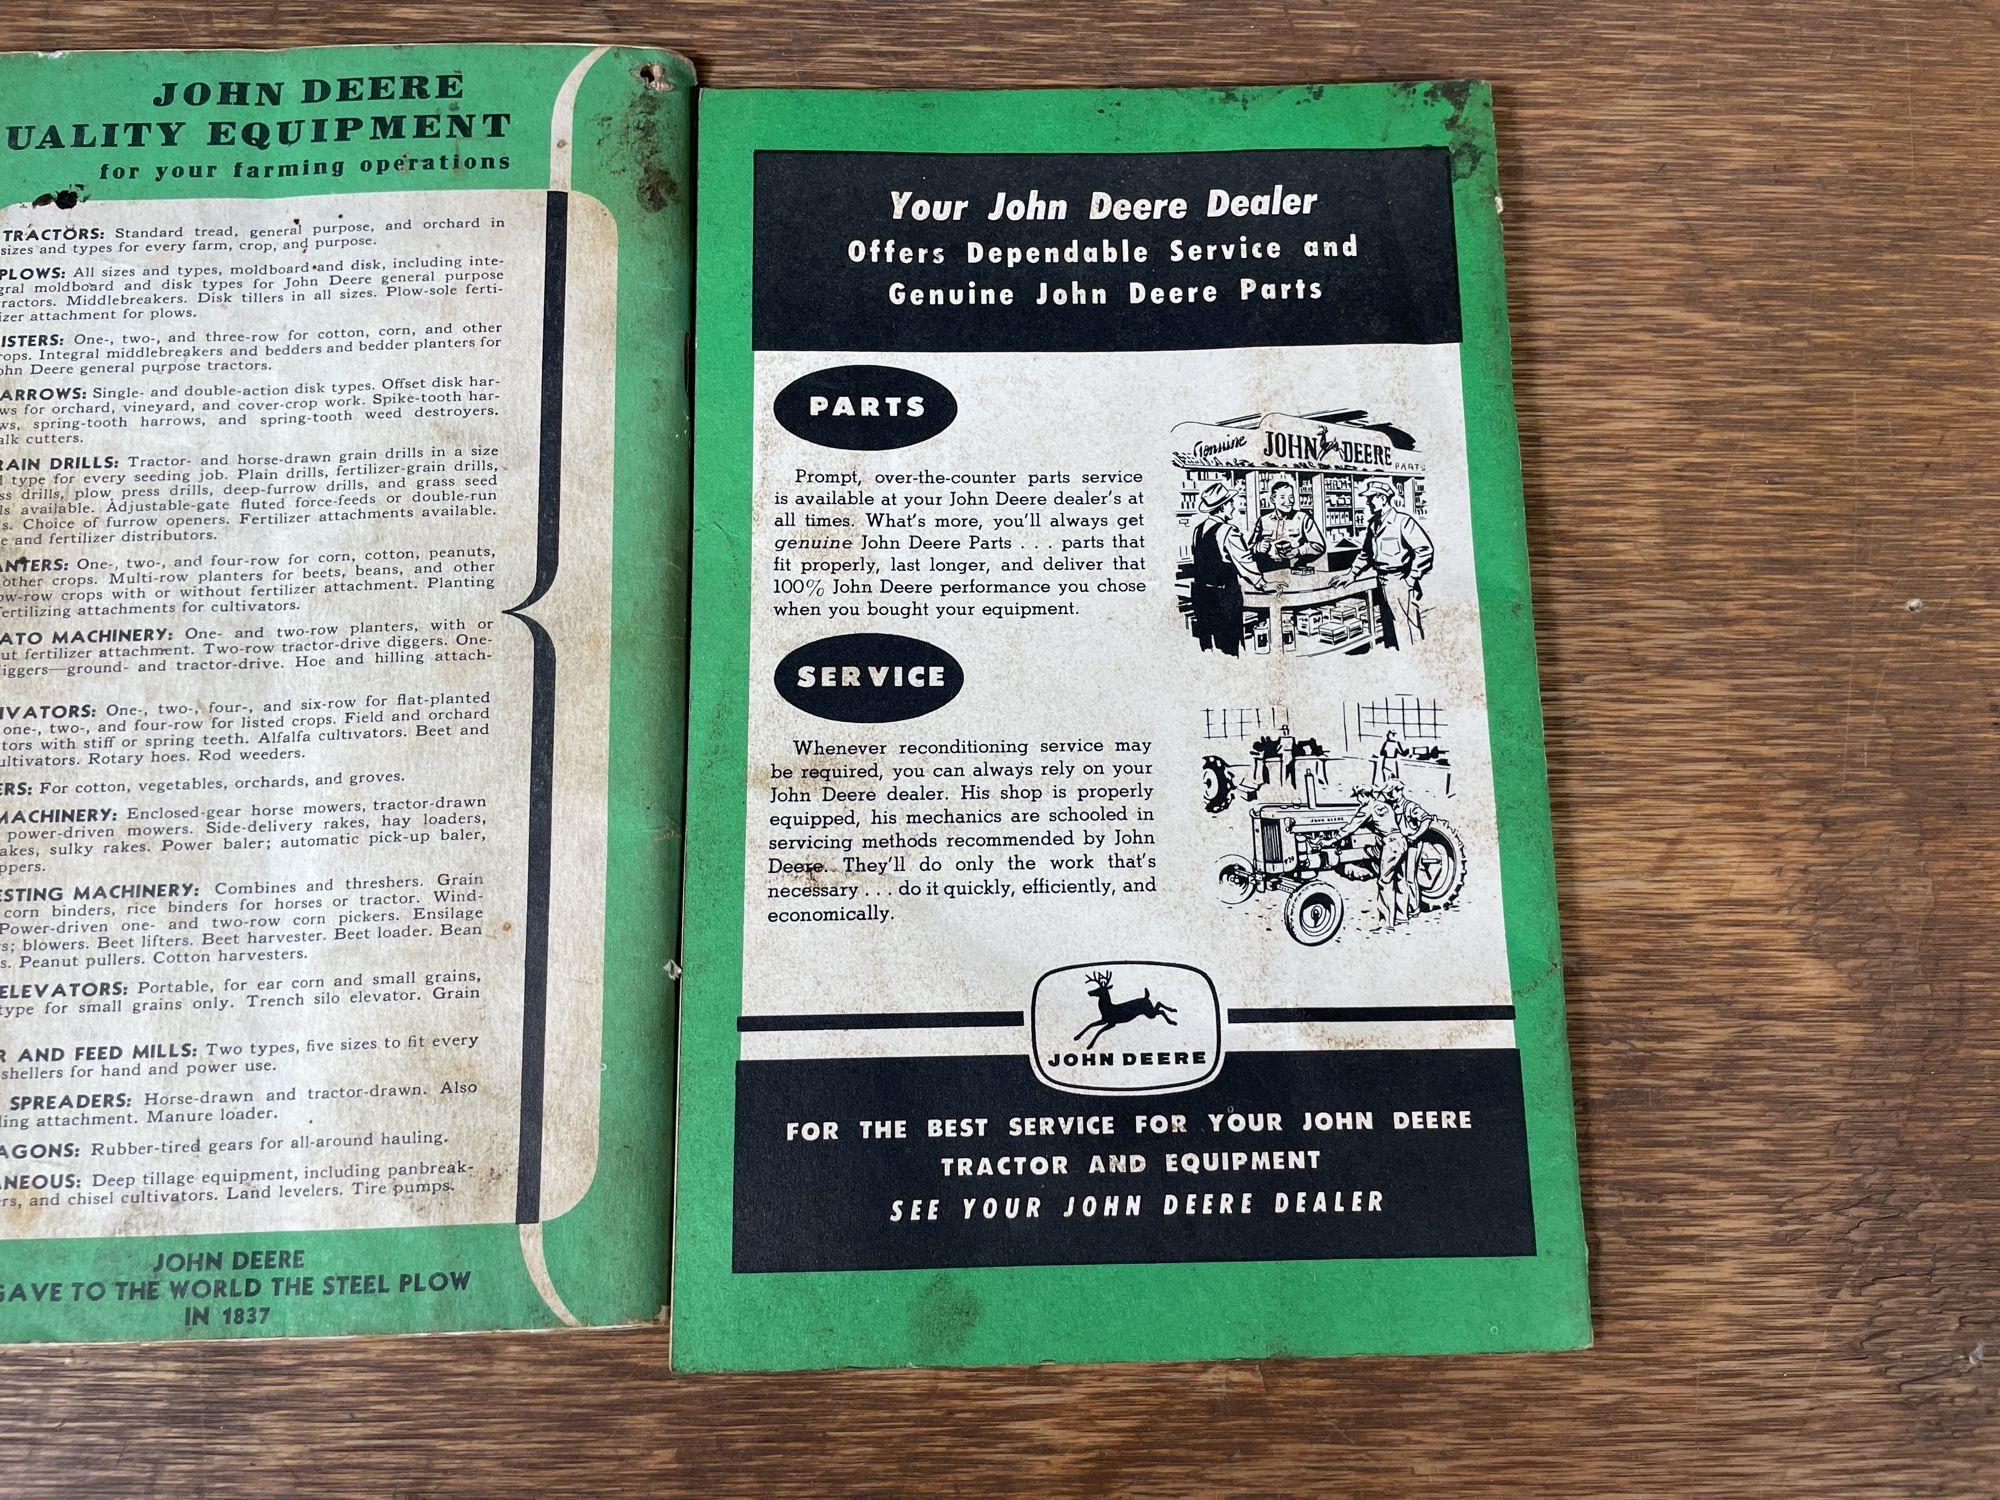 JOHN DEERE
UALITY EQUIPMENT
for your farming operations
TRACTORS: Standard tread, general purpose, and orchard in
sizes and types for every farm, crop, and purpose.
PLOWS: All sizes and types, moldboard and disk, including inte-
gral moldboard and disk types for John Deere general purpose
ractors. Middlebreakers. Disk tillers in all sizes. Plow-sole ferti-
izer attachment for plows.
ISTERS: One-, two-, and three-row for cotton, corn, and other
rops. Integral middlebreakers and bedders and bedder planters for
ohn Deere general purpose tractors.
ARROWS: Single- and double-action disk types. Offset disk har-
ws for orchard, vineyard, and cover-crop work. Spike-tooth har-
ws, spring-tooth harrows, and spring-tooth weed destroyers.
alk cutters.
RAIN DRILLS: Tractor- and horse-drawn grain drills in a size
l type for every seeding job. Plain drills, fertilizer-grain drills,
ss drills, plow press drills, deep-furrow drills, and grass seed
ls available. Adjustable-gate fluted force-feeds or double-run
s. Choice of furrow openers. Fertilizer attachments available.
e and fertilizer distributors.
ANTERS: One-, two-, and four-row for corn, cotton, peanuts,
other crops. Multi-row planters for beets, beans, and other
ow-row crops with or without fertilizer attachment. Planting
fertilizing attachments for cultivators.
ATO MACHINERY: One- and two-row planters, with or
ut fertilizer attachment. Two-row tractor-drive diggers. One-
iggers—ground- and tractor-drive. Hoe and hilling attach-
IVATORS: One-, two-, four-, and six-row for flat-planted
one-, two-, and four-row for listed crops. Field and orchard
tors with stiff or spring teeth. Alfalfa cultivators. Beet and
ultivators. Rotary hoes. Rod weeders.
ERS: For cotton, vegetables, orchards, and groves.
MACHINERY: Enclosed-gear horse mowers, tractor-drawn
power-driven mowers. Side-delivery rakes, hay loaders,
akes, sulky rakes. Power baler; automatic pick-up baler,
ppers.
ESTING MACHINERY: Combines and threshers. Grain
corn binders, rice binders for horses or tractor. Wind-
Power-driven one- and two-row corn pickers. Ensilage
rs; blowers. Beet lifters. Beet harvester. Beet loader. Bean
s. Peanut pullers. Cotton harvesters.
ELEVATORS: Portable, for ear corn and small grains,
type for small grains only. Trench silo elevator. Grain
R AND FEED MILLS: Two types, five sizes to fit every
shellers for hand and power use.
SPREADERS: Horse-drawn and tractor-drawn. Also
ling attachment. Manure loader.
AGONS: Rubber-tired gears for all-around hauling.
ANEOUS: Deep tillage equipment, including panbreak-
rs, and chisel cultivators. Land levelers. Tire pumps.
JOHN DEERE
GAVE TO THE WORLD THE STEEL PLOW
IN 1837
Your John Deere Dealer
Offers Dependable Service and
Genuine John Deere Parts
PARTS
Prompt, over-the-counter parts service
is available at your John Deere dealer's at
all times. What's more, you'll always get
genuine John Deere Parts . . . parts that
fit properly, last longer, and deliver that
100% John Deere performance you chose
when you bought your equipment.
Genuine JOHN DEERE PARTS
SERVICE
Whenever reconditioning service may
be required, you can always rely on your
John Deere dealer. His shop is properly
equipped, his mechanics are schooled in
servicing methods recommended by John
Deere. They'll do only the work that's
necessary . . . do it quickly, efficiently, and
economically.
JOHN DEERE
JOHN DEERE
FOR THE BEST SERVICE FOR YOUR JOHN DEERE
TRACTOR AND EQUIPMENT
SEE YOUR JOHN DEERE DEALER